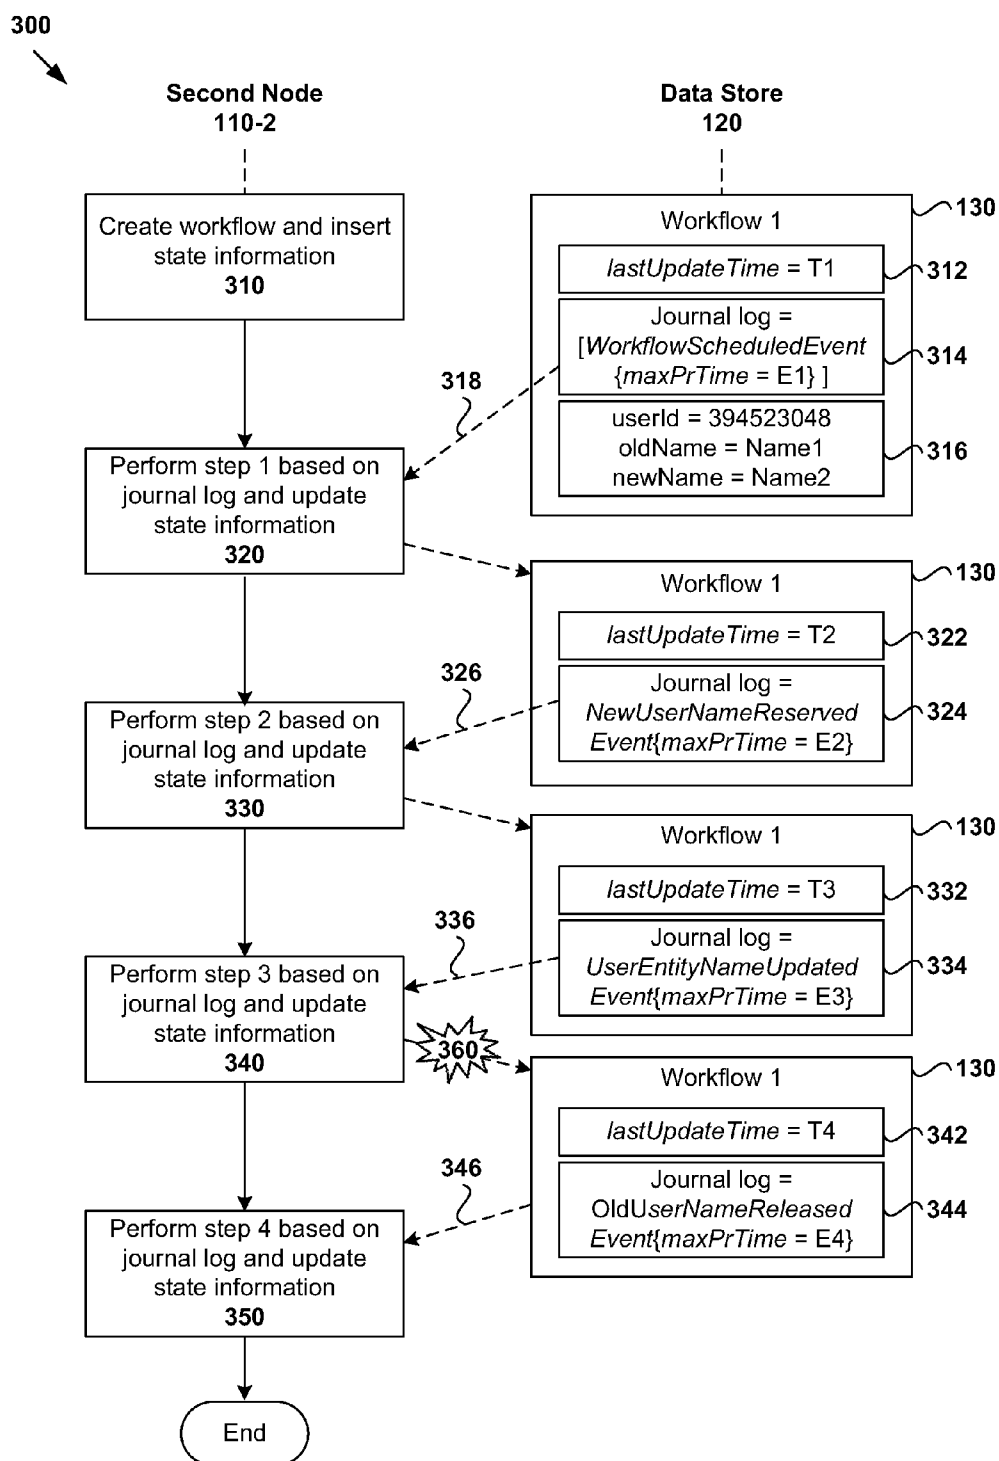 300
Second Node
110-2
Data Store
120
Create workflow and insert
state information
310
Workflow 1
130
lastUpdateTime = T1
312
Journal log =
[WorkflowScheduledEvent
{maxPrTime = E1} ]
314
318
userId = 394523048
oldName = Name1
newName = Name2
316
Perform step 1 based on
journal log and update
state information
320
Workflow 1
130
lastUpdateTime = T2
322
326
Journal log =
NewUserNameReserved
Event{maxPrTime = E2}
324
Perform step 2 based on
journal log and update
state information
330
Workflow 1
130
lastUpdateTime = T3
332
336
Journal log =
UserEntityNameUpdated
Event{maxPrTime = E3}
334
Perform step 3 based on
journal log and update
state information
340
360
Workflow 1
130
lastUpdateTime = T4
342
346
Journal log =
OldUserNameReleased
Event{maxPrTime = E4}
344
Perform step 4 based on
journal log and update
state information
350
End